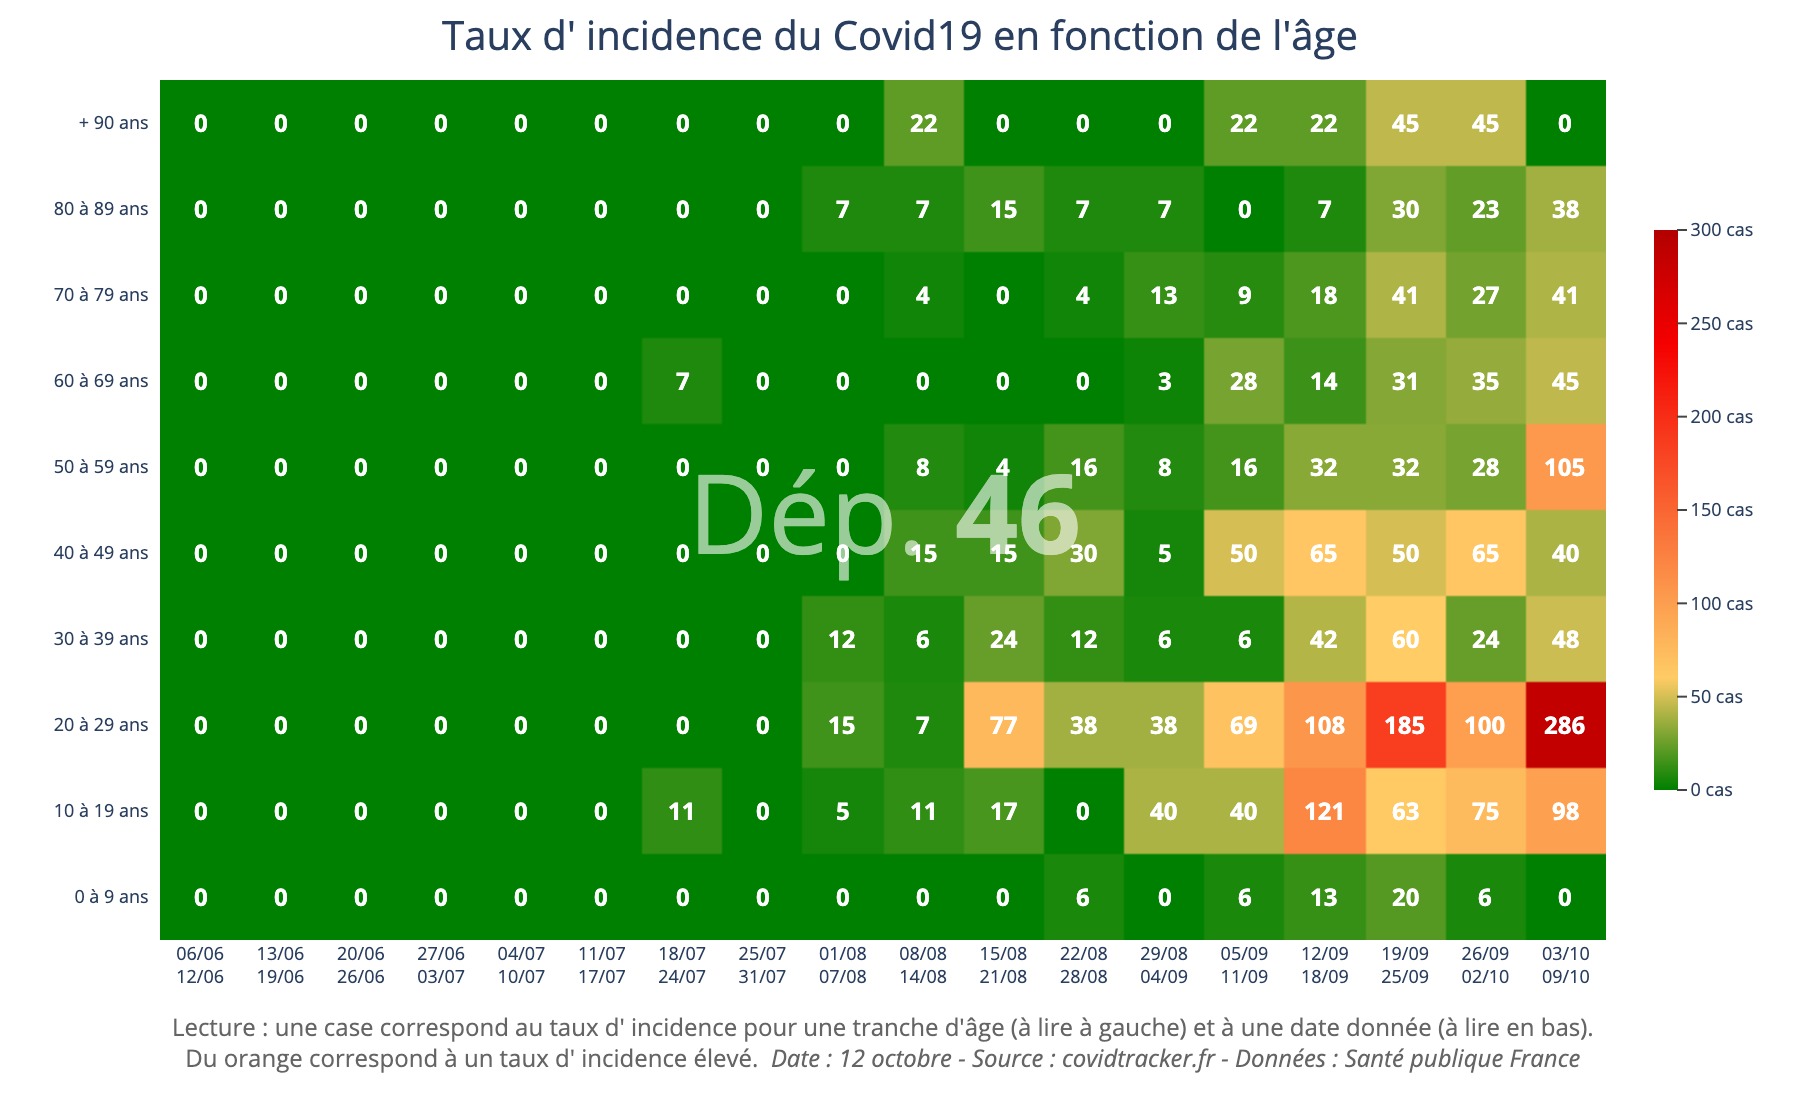 Taux d' incidence du Covid19 en fonction de l'âge
+ 90 ans 0 0 0 0 0 0 0 0 0 22 0 0 0 22 22 45 45 0
80 à 89 ans 0 0 0 0 0 0 0 0 7 7 15 7 7 0 7 30 23 38
300 cas
70 à 79 ans 0 0 0 0 0 0 0 0 0 4 0 4 13 9 18 41 27 41
250 cas
60 à 69 ans 0 0 0 0 0 0 7 0 0 0 0 0 3 28 14 31 35 45
200 cas
50 à 59 ans 0 0 0 0 0 0 0 0 0 8 4 16 8 16 32 32 28 105
Dép. 46
150 cas
40 à 49 ans 0 0 0 0 0 0 0 0 0 15 15 30 5 50 65 50 65 40
100 cas
30 à 39 ans 0 0 0 0 0 0 0 0 12 6 24 12 6 6 42 60 24 48
50 cas
20 à 29 ans 0 0 0 0 0 0 0 0 15 7 77 38 38 69 108 185 100 286
0 cas
10 à 19 ans 0 0 0 0 0 0 11 0 5 11 17 0 40 40 121 63 75 98
0 à 9 ans 0 0 0 0 0 0 0 0 0 0 0 6 0 6 13 20 6 0
06/06 13/06 20/06 27/06 04/07 11/07 18/07 25/07 01/08 08/08 15/08 22/08 29/08 05/09 12/09 19/09 26/09 03/10
12/06 19/06 26/06 03/07 10/07 17/07 24/07 31/07 07/08 14/08 21/08 28/08 04/09 11/09 18/09 25/09 02/10 09/10
Lecture : une case correspond au taux d' incidence pour une tranche d'âge (à lire à gauche) et à une date donnée (à lire en bas).
Du orange correspond à un taux d' incidence élevé. Date : 12 octobre - Source : covidtracker.fr - Données : Santé publique France